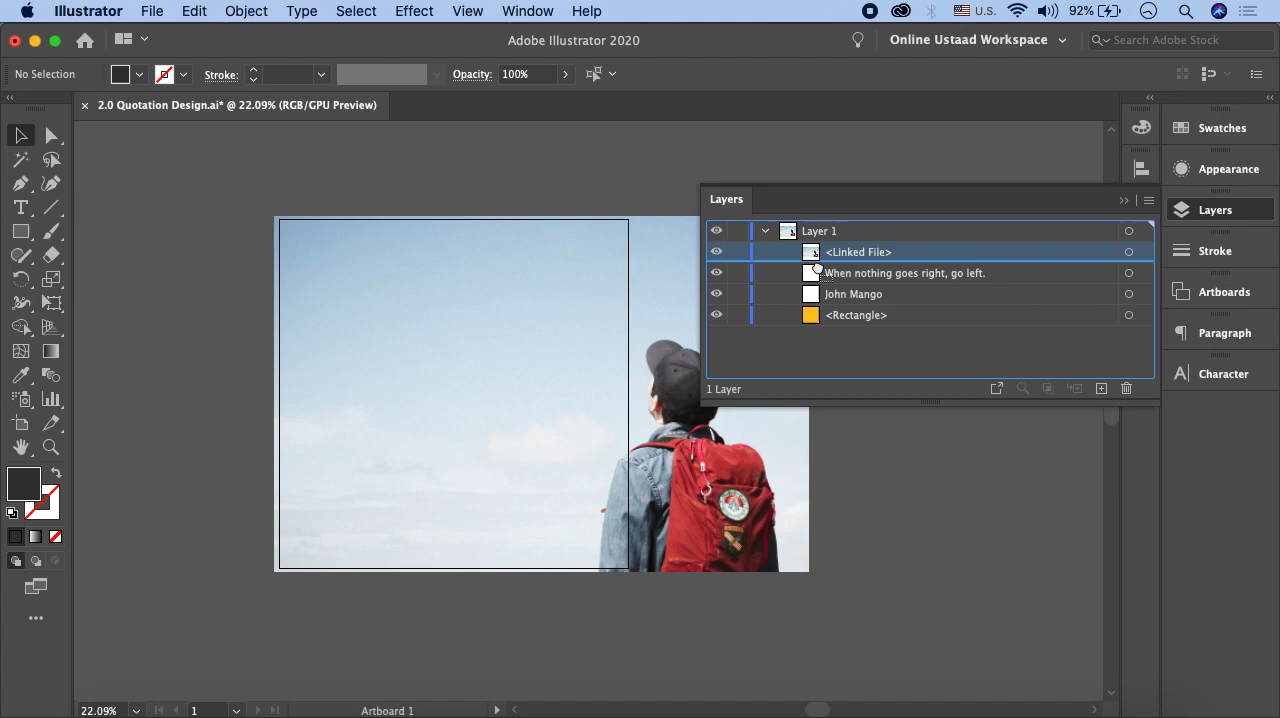 Illustrator File Edit Object Type Select Effect View Window Help U.S. 92%
Adobe Illustrator 2020 Online Ustaad Workspace Search Adobe Stock
No Selection Stroke: Opacity: 100%
2.0 Quotation Design.ai* @ 22.09% (RGB/GPU Preview)
Swatches
Appearance
Layers
Stroke
Artboards
Paragraph
Character
Layers
Layer 1
<Linked File>
When nothing goes right, go left.
John Mango
<Rectangle>
1 Layer
22.09% 1 Artboard 1